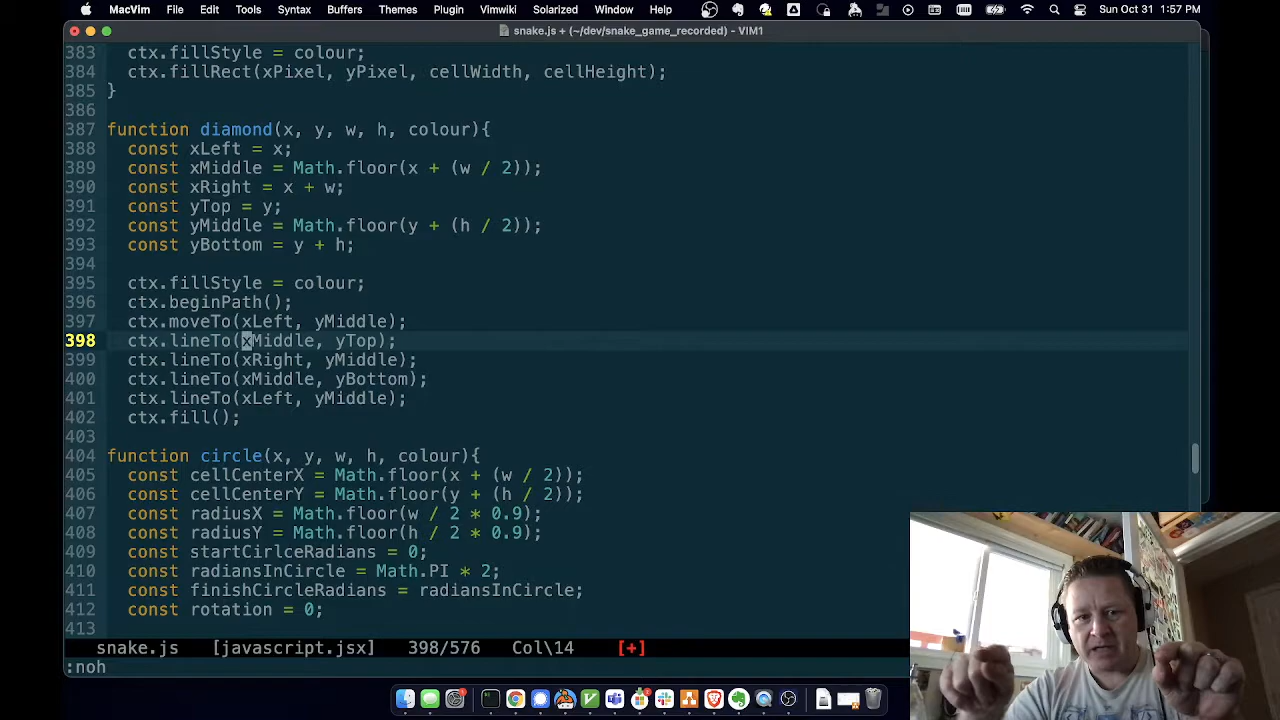 MacVim File Edit Tools Syntax Buffers Themes Plugin Vimwiki Solarized Window Help Sun Oct 31 1:57 PM
snake.js + (~/dev/snake_game_recorded) - VIM1
383 ctx.fillStyle = colour;
384 ctx.fillRect(xPixel, yPixel, cellWidth, cellHeight);
385 }
386
387 function diamond(x, y, w, h, colour){
388 const xLeft = x;
389 const xMiddle = Math.floor(x + (w / 2));
390 const xRight = x + w;
391 const yTop = y;
392 const yMiddle = Math.floor(y + (h / 2));
393 const yBottom = y + h;
394
395 ctx.fillStyle = colour;
396 ctx.beginPath();
397 ctx.moveTo(xLeft, yMiddle);
398 ctx.lineTo(xMiddle, yTop);
399 ctx.lineTo(xRight, yMiddle);
400 ctx.lineTo(xMiddle, yBottom);
401 ctx.lineTo(xLeft, yMiddle);
402 ctx.fill();
403
404 function circle(x, y, w, h, colour){
405 const cellCenterX = Math.floor(x + (w / 2));
406 const cellCenterY = Math.floor(y + (h / 2));
407 const radiusX = Math.floor(w / 2 * 0.9);
408 const radiusY = Math.floor(h / 2 * 0.9);
409 const startCirlceRadians = 0;
410 const radiansInCircle = Math.PI * 2;
411 const finishCircleRadians = radiansInCircle;
412 const rotation = 0;
413
snake.js [javascript.jsx] 398/576 Col\14 [+]
:noh